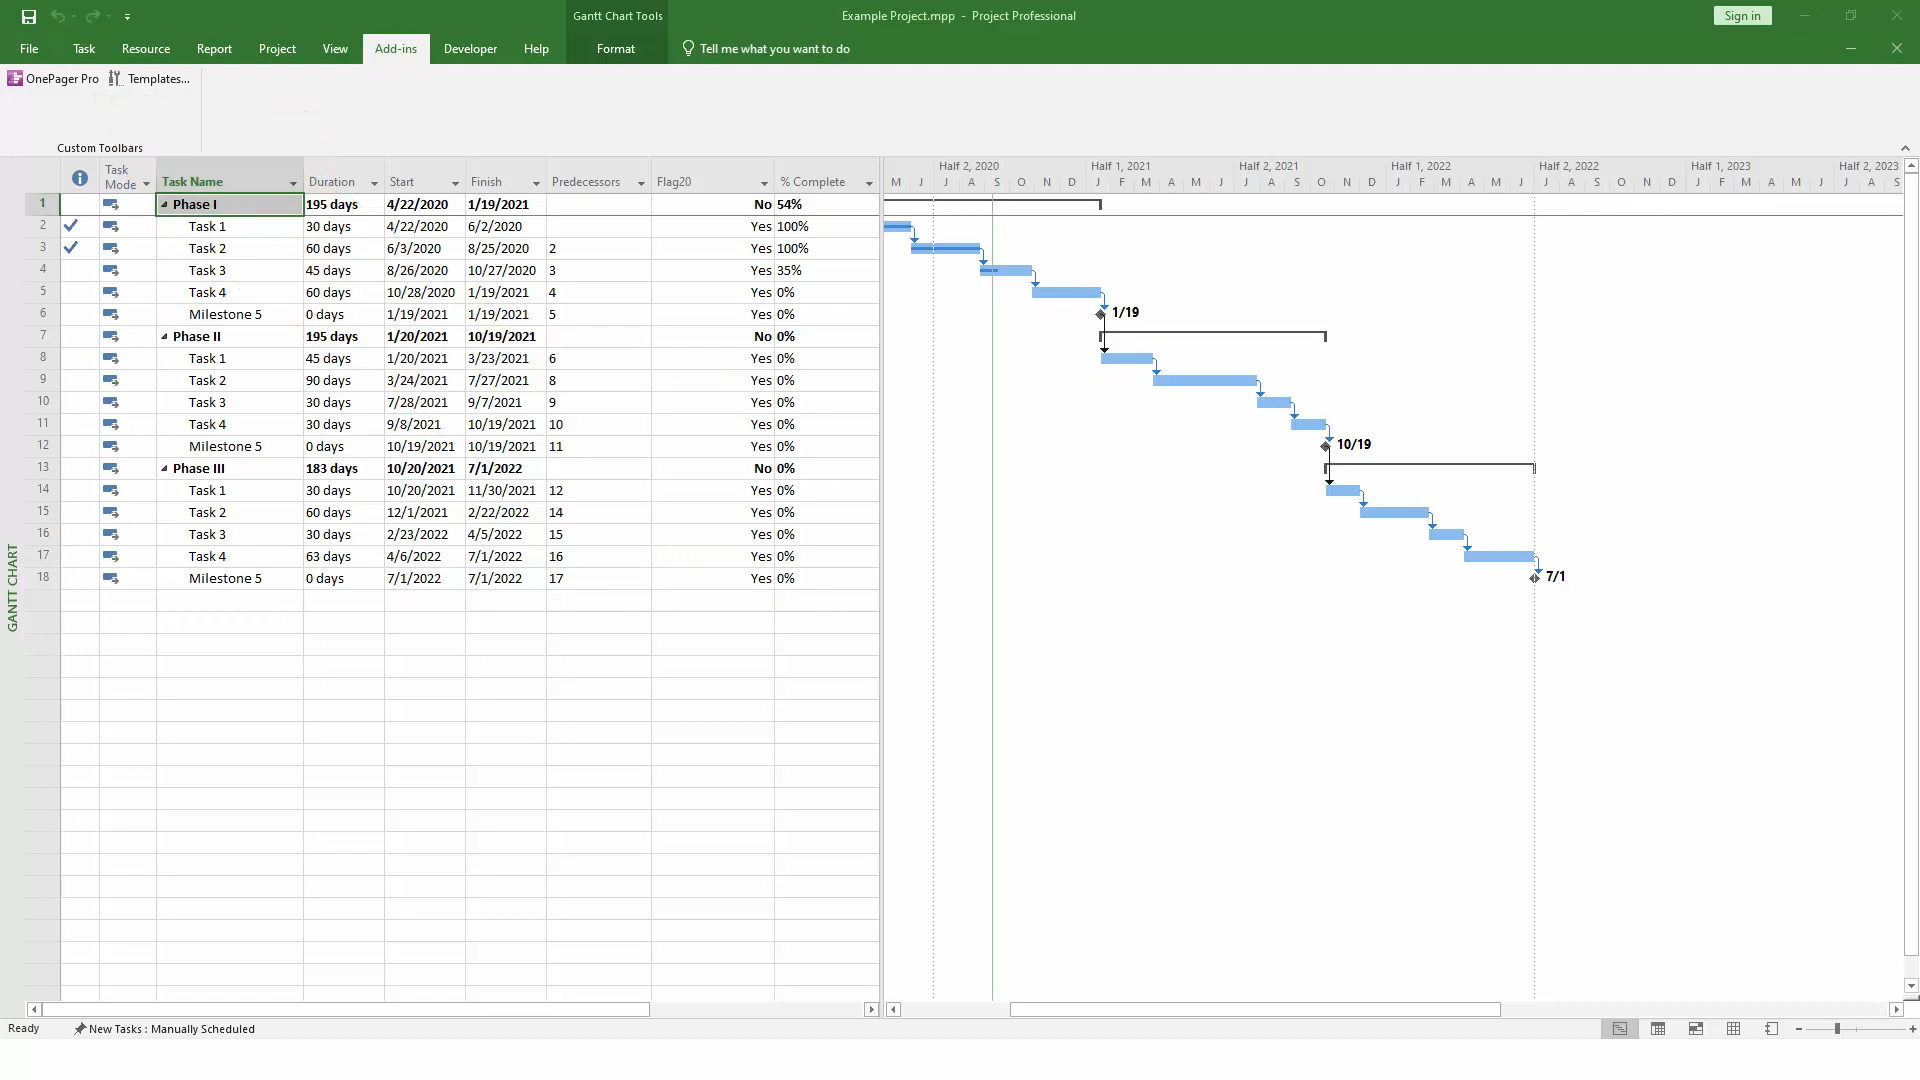 Gantt Chart Tools Example Project.mpp - Project Professional Sign in
File Task Resource Report Project View Add-ins Developer Help Format Tell me what you want to do
OnePager Pro Templates...
Custom Toolbars
Task Mode Task Name Duration Start Finish Predecessors Flag20 % Complete
1 Phase I 195 days 4/22/2020 1/19/2021 No 54%
2 Task 1 30 days 4/22/2020 6/2/2020 Yes 100%
3 Task 2 60 days 6/3/2020 8/25/2020 2 Yes 100%
4 Task 3 45 days 8/26/2020 10/27/2020 3 Yes 35%
5 Task 4 60 days 10/28/2020 1/19/2021 4 Yes 0%
6 Milestone 5 0 days 1/19/2021 1/19/2021 5 Yes 0%
7 Phase II 195 days 1/20/2021 10/19/2021 No 0%
8 Task 1 45 days 1/20/2021 3/23/2021 6 Yes 0%
9 Task 2 90 days 3/24/2021 7/27/2021 8 Yes 0%
10 Task 3 30 days 7/28/2021 9/7/2021 9 Yes 0%
11 Task 4 30 days 9/8/2021 10/19/2021 10 Yes 0%
12 Milestone 5 0 days 10/19/2021 10/19/2021 11 Yes 0%
13 Phase III 183 days 10/20/2021 7/1/2022 No 0%
14 Task 1 30 days 10/20/2021 11/30/2021 12 Yes 0%
15 Task 2 60 days 12/1/2021 2/22/2022 14 Yes 0%
16 Task 3 30 days 2/23/2022 4/5/2022 15 Yes 0%
17 Task 4 63 days 4/6/2022 7/1/2022 16 Yes 0%
18 Milestone 5 0 days 7/1/2022 7/1/2022 17 Yes 0%
Half 2, 2020 Half 1, 2021 Half 2, 2021 Half 1, 2022 Half 2, 2022 Half 1, 2023 Half 2, 2023
M J J A S O N D J F M A M J J A S O N D J F M A M J J A S O N D J F M A M J J A S
1/19
10/19
7/1
GANTT CHART
Ready New Tasks : Manually Scheduled